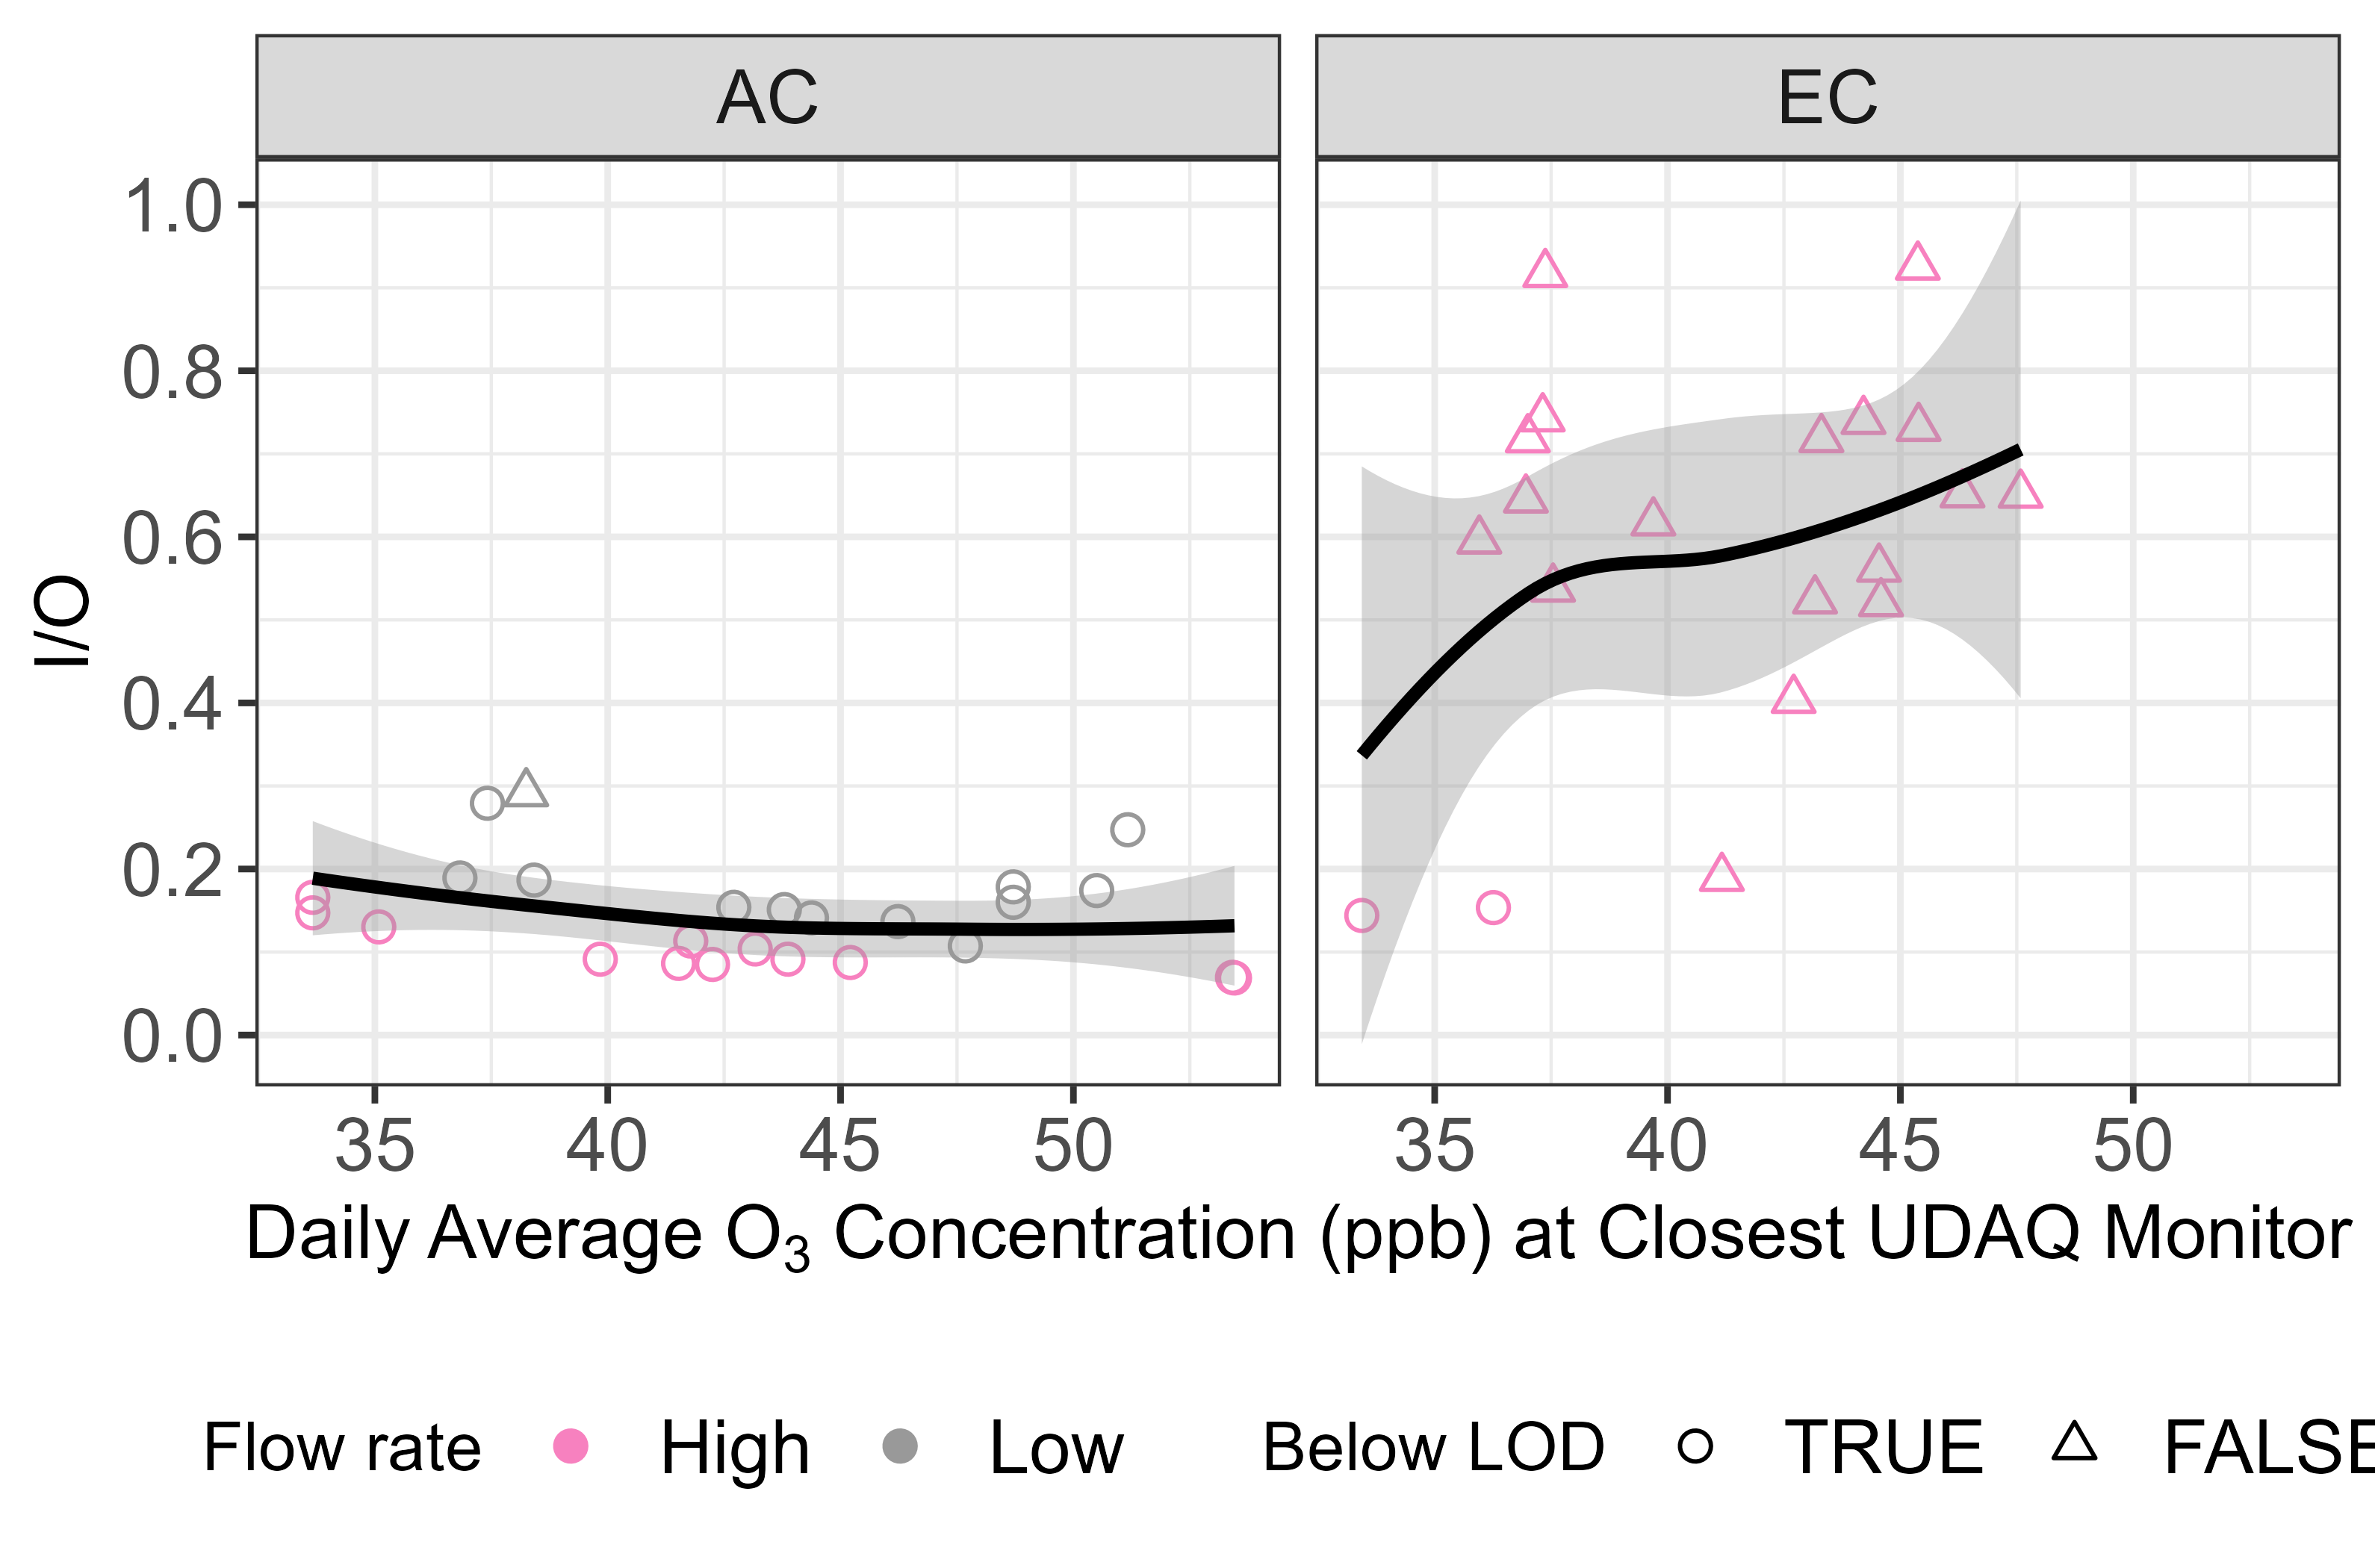 AC EC
1.0
0.8
0.6
0.4
0.2
0.0
I/O
35 40 45 50 35 40 45 50
Daily Average O₃ Concentration (ppb) at Closest UDAQ Monitor
Flow rate High Low Below LOD TRUE FALSE